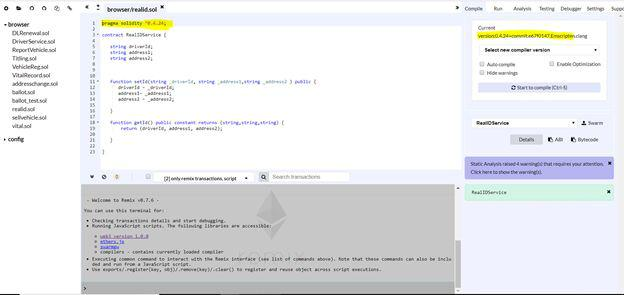 browser/realid.sol
Compile Run Analysis Testing Debugger Settings Supp
browser
DLRenewal.sol
DriverService.sol
ReportVehicle.sol
Titling.sol
VehicleReg.sol
VitalRecord.sol
addresschange.sol
ballot.sol
ballot_test.sol
realid.sol
sellvehicle.sol
vital.sol
config
1 pragma solidity ^0.4.24;
2
3 contract RealIDService {
4
5 string driverId;
6 string address1;
7 string address2;
8
9
10
11 function setId(string _driverId, string _address1,string _address2 ) public {
12 driverId = _driverId;
13 address1= _address1;
14 address2 = _address2;
15
16 }
17
18 function getId() public constant returns (string,string,string) {
19 return (driverId, address1, address2);
20
21 }
22
23 }
Current
version:0.4.24+commit.e67f0147.Emscripten.clang
Select new compiler version
Auto compile Enable Optimization
Hide warnings
Start to compile (Ctrl-S)
RealIDService Swarm
Details ABI Bytecode
Static Analysis raised 4 warning(s) that requires your attention.
Click here to show the warning(s).
RealIDService
0 [2] only remix transactions, script Search transactions
- Welcome to Remix v0.7.6 -
You can use this terminal for:
• Checking transactions details and start debugging.
• Running JavaScript scripts. The following libraries are accessible:
web3 version 1.0.0
ethers.js
swarmgw
compilers - contains currently loaded compiler
• Executing common command to interact with the Remix interface (see list of commands above). Note that these commands can also be inclu
ded and run from a JavaScript script.
• Use exports/.register(key, obj)/.remove(key)/.clear() to register and reuse object across script executions.
>